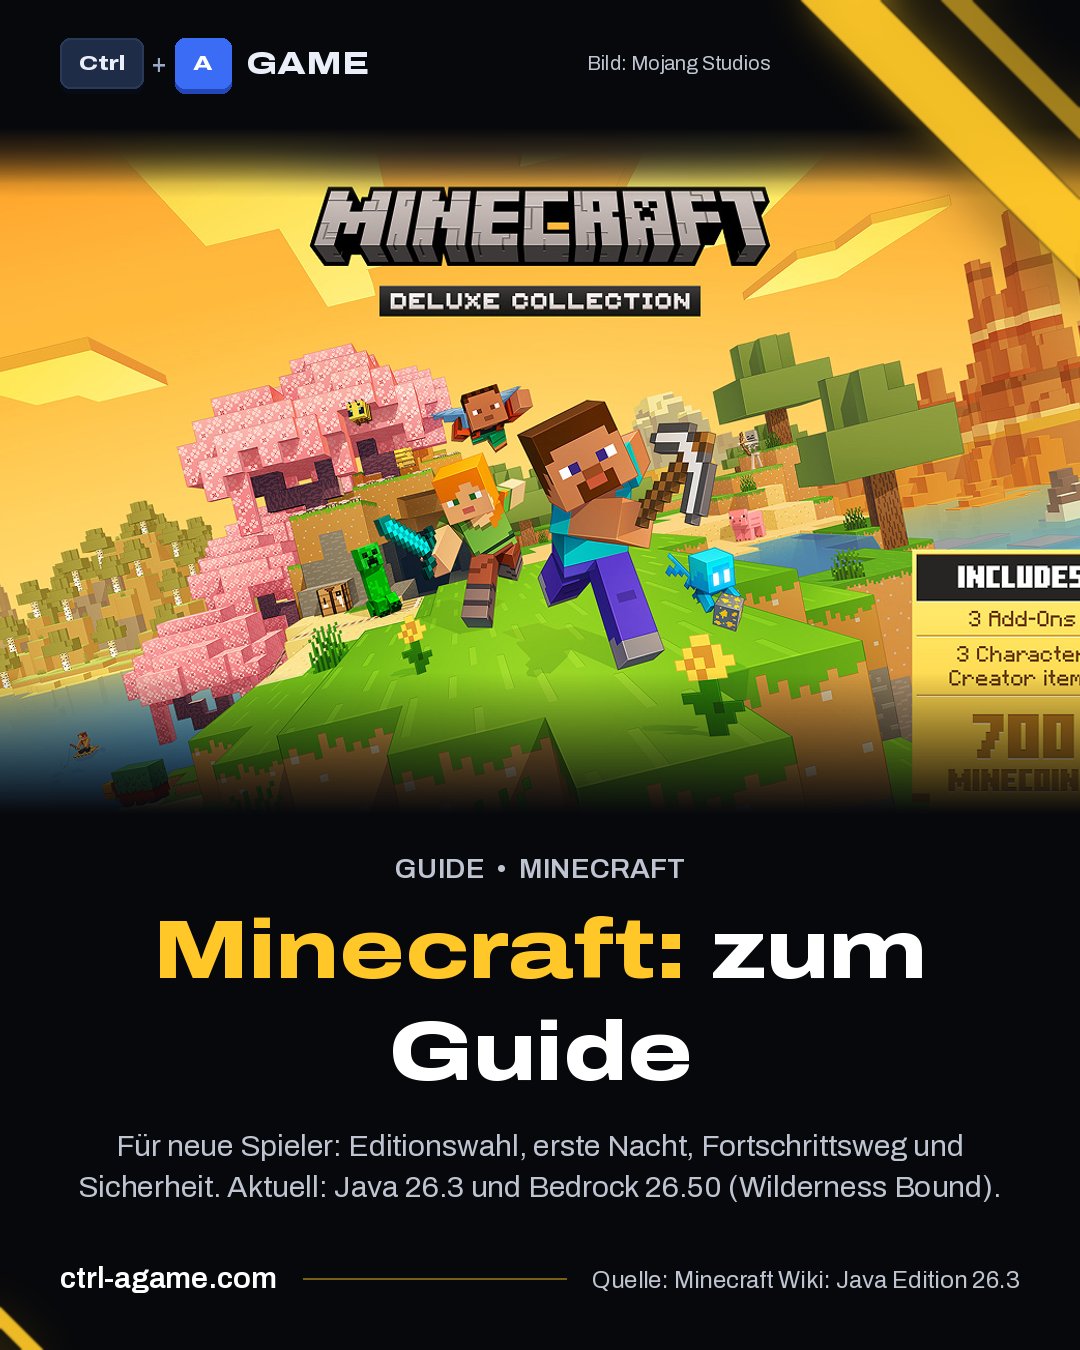 Ctrl + A GAME
Bild: Mojang Studios
MINECRAFT
DELUXE COLLECTION
INCLUDES
3 Add-Ons
3 Character
Creator item
700
MINECOIN
GUIDE • MINECRAFT
Minecraft: zum
Guide
Für neue Spieler: Editionswahl, erste Nacht, Fortschrittsweg und
Sicherheit. Aktuell: Java 26.3 und Bedrock 26.50 (Wilderness Bound).
ctrl-agame.com
Quelle: Minecraft Wiki: Java Edition 26.3